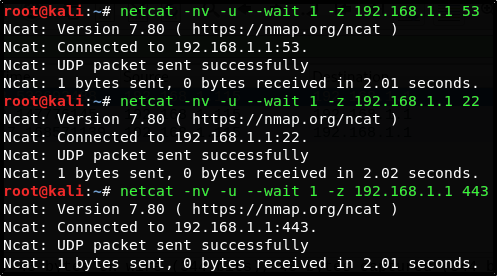 root@kali:~# netcat -nv -u --wait 1 -z 192.168.1.1 53
Ncat: Version 7.80 ( https://nmap.org/ncat )
Ncat: Connected to 192.168.1.1:53.
Ncat: UDP packet sent successfully
Ncat: 1 bytes sent, 0 bytes received in 2.01 seconds.
root@kali:~# netcat -nv -u --wait 1 -z 192.168.1.1 22
Ncat: Version 7.80 ( https://nmap.org/ncat )
Ncat: Connected to 192.168.1.1:22.
Ncat: UDP packet sent successfully
Ncat: 1 bytes sent, 0 bytes received in 2.02 seconds.
root@kali:~# netcat -nv -u --wait 1 -z 192.168.1.1 443
Ncat: Version 7.80 ( https://nmap.org/ncat )
Ncat: Connected to 192.168.1.1:443.
Ncat: UDP packet sent successfully
Ncat: 1 bytes sent, 0 bytes received in 2.01 seconds.